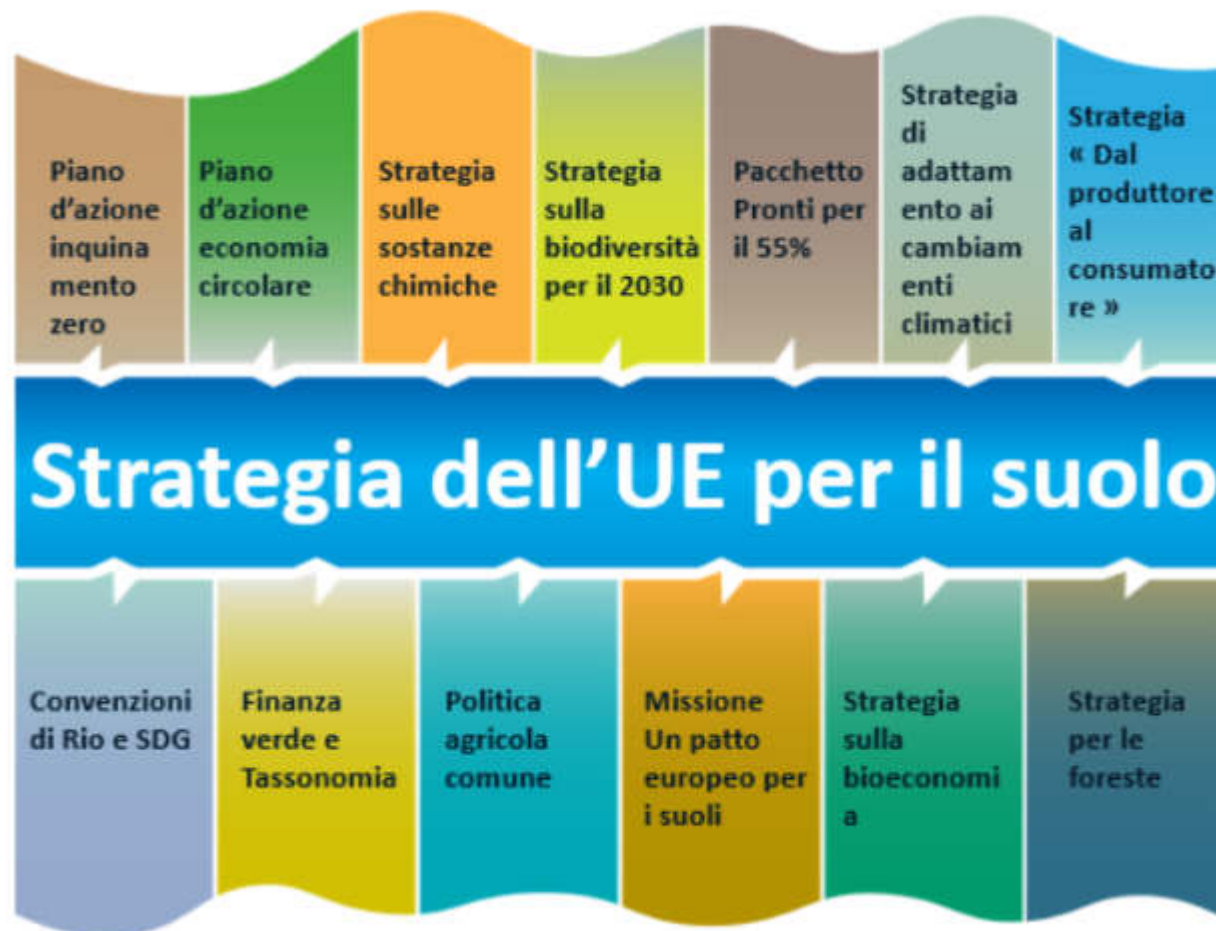 Piano
d'azione
inquina
mento
zero
Piano
d'azione
economia
circolare
Strategia
sulle
sostanze
chimiche
Strategia
sulla
biodiversità
per il 2030
Pacchetto
Pronti per
il 55%
Strategia
di
adattam
ento ai
cambiam
enti
climatici
Strategia
« Dal
produttore
al
consumato
re »
Strategia dell'UE per il suolo
Convenzioni
di Rio e SDG
Finanza
verde e
Tassonomia
Politica
agricola
comune
Missione
Un patto
europeo per
i suoli
Strategia
sulla
bioeconomi
a
Strategia
per le
foreste